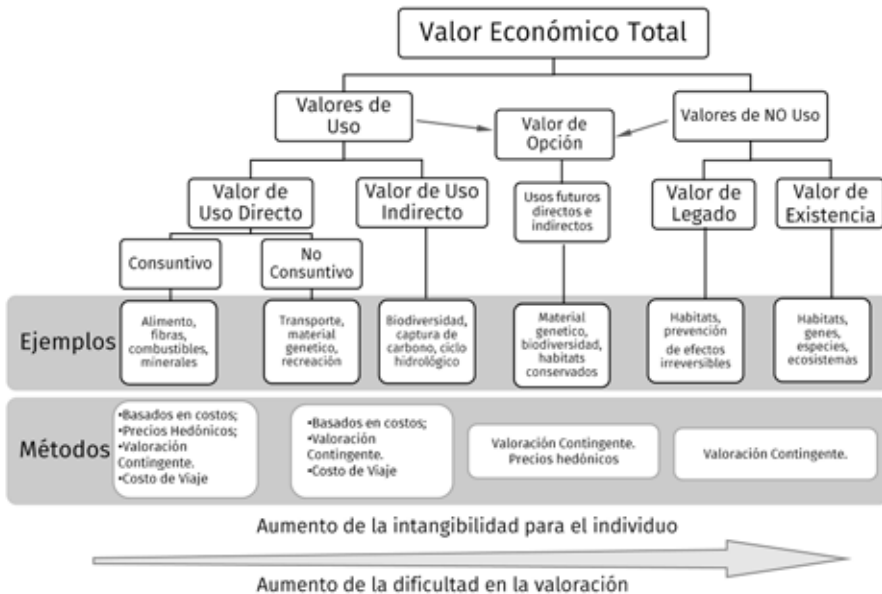 Valor Económico Total
Valores de
Uso
Valor de
Opción
Valores de NO Uso
Valor de
Uso Directo
Valor de Uso
Indirecto
Usos futuros
directos e
indirectos
Valor de
Legado
Valor de
Existencia
Consuntivo
No
Consuntivo
Ejemplos
Alimento,
fibras,
combustibles,
minerales
Transporte,
material
genetico,
recreación
Biodiversidad,
captura de
carbono, ciclo
hidrológico
Material
genetico,
biodiversidad,
habitats
conservados
Habitats,
prevención
de efectos
irreversibles
Habitats,
genes,
especies,
ecosistemas
Métodos
•Basados en costos;
•Precios Hedónicos;
•Valoración
Contingente.
•Costo de Viaje
•Basados en costos;
•Valoración
Contingente.
•Costo de Viaje
Valoración Contingente.
Precios hedónicos
Valoración Contingente.
Aumento de la intangibilidad para el individuo
Aumento de la dificultad en la valoración